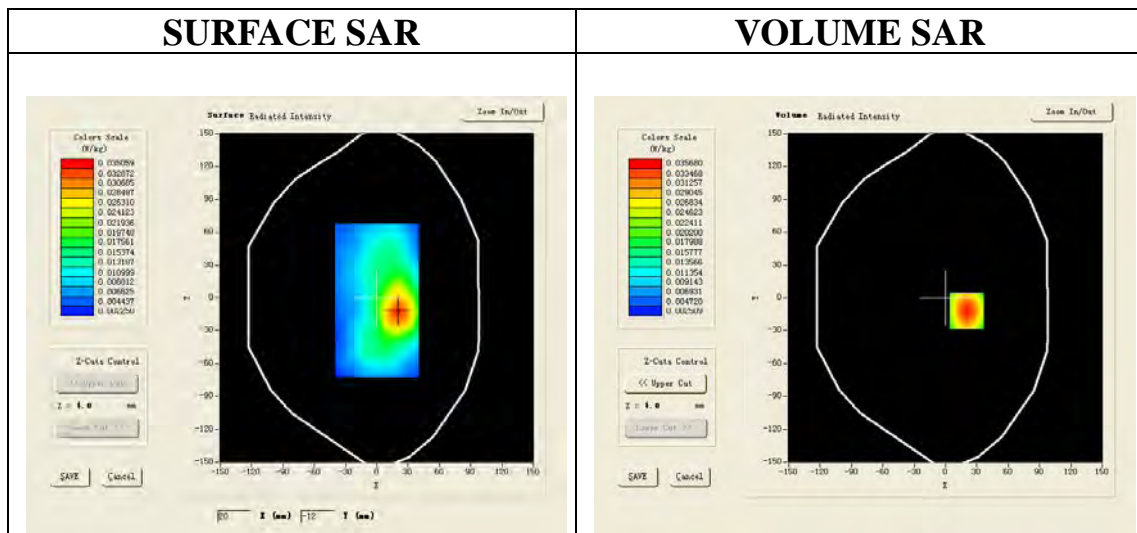 SURFACE SAR
Surface Radiated Intensity
Zoom In/Out
Colors Scale
(W/kg)
0.035059
0.032872
0.030685
0.028497
0.026310
0.024123
0.021936
0.019748
0.017561
0.015374
0.013187
0.010999
0.008812
0.006625
0.004437
0.002250
150
120
90
60
30
0
-30
-60
-90
-120
-150
Y
-150 -120 -90 -60 -30 0 30 60 90 120 150
X
Z-Cuts Control
<< Upper Cut
Z = 4.0 mm
Lower Cut >>
SAVE Cancel
20 X (mm) -12 Y (mm)
VOLUME SAR
Volume Radiated Intensity
Zoom In/Out
Colors Scale
(W/kg)
0.035680
0.033468
0.031257
0.029045
0.026834
0.024623
0.022411
0.020200
0.017988
0.015777
0.013566
0.011354
0.009143
0.006931
0.004720
0.002509
150
120
90
60
30
0
-30
-60
-90
-120
-150
Y
-150 -120 -90 -60 -30 0 30 60 90 120 150
X
Z-Cuts Control
<< Upper Cut
Z = 4.0 mm
Lower Cut >>
SAVE Cancel